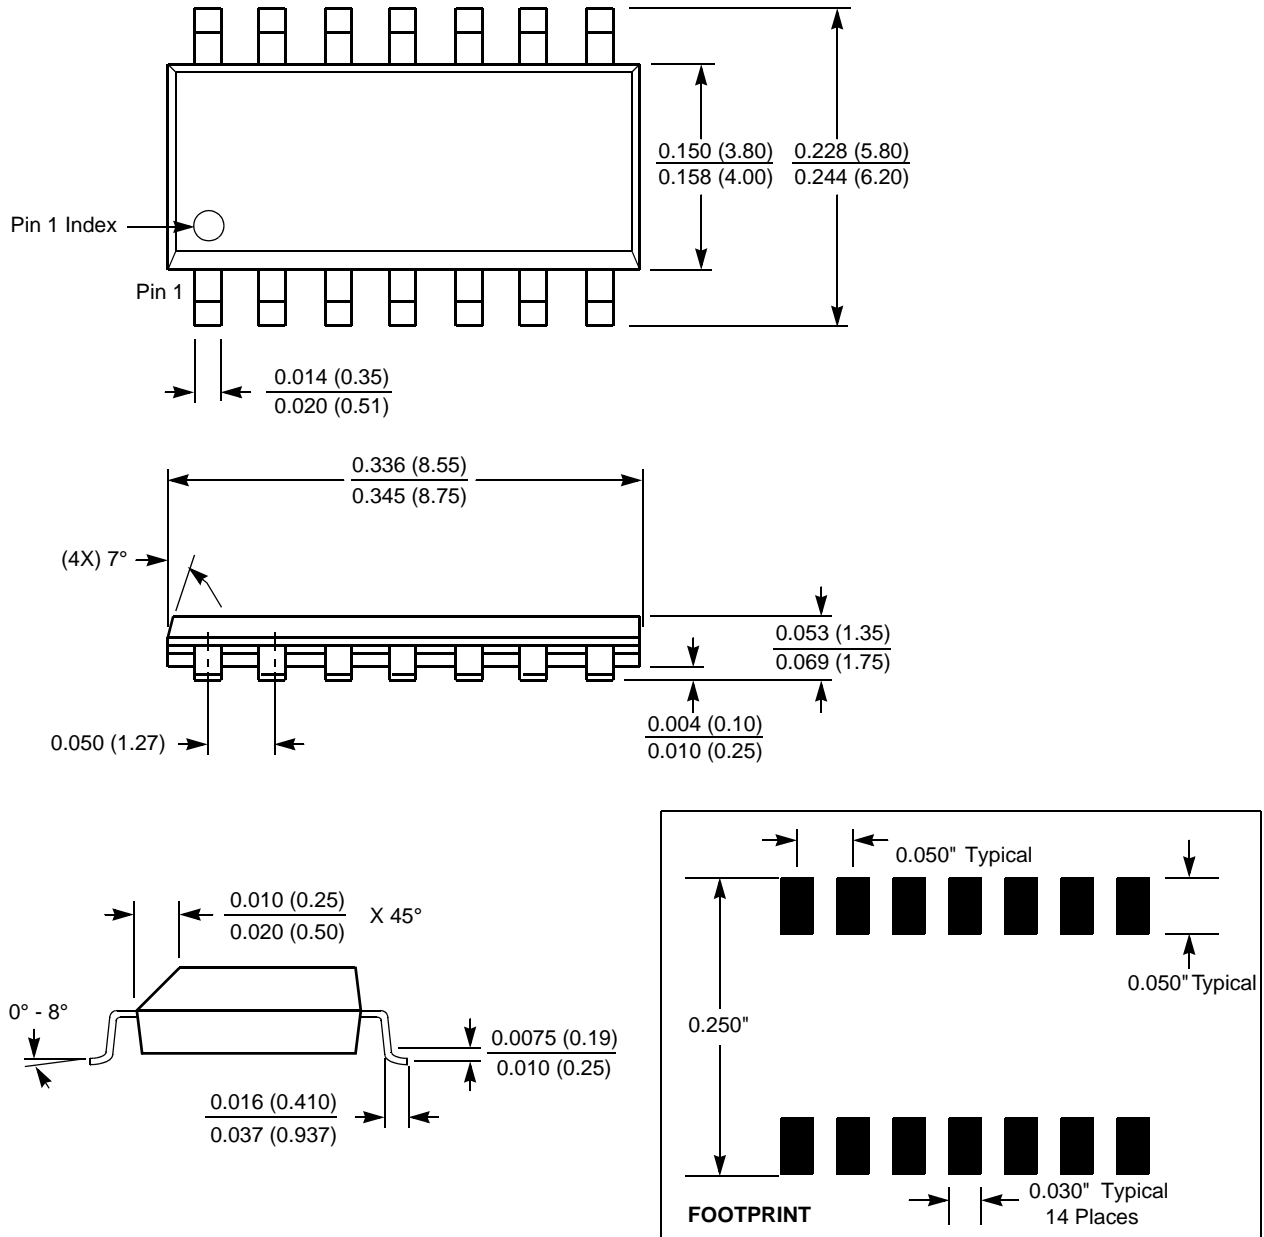 0.150 (3.80)
0.158 (4.00)
0.228 (5.80)
0.244 (6.20)
Pin 1 Index
Pin 1
0.014 (0.35)
0.020 (0.51)
0.336 (8.55)
0.345 (8.75)
(4X) 7°
0.053 (1.35)
0.069 (1.75)
0.004 (0.10)
0.010 (0.25)
0.050 (1.27)
0.050" Typical
0.010 (0.25)
0.020 (0.50)
X 45°
0.050" Typical
0° - 8°
0.250"
0.0075 (0.19)
0.010 (0.25)
0.016 (0.410)
0.037 (0.937)
0.030" Typical
14 Places
FOOTPRINT